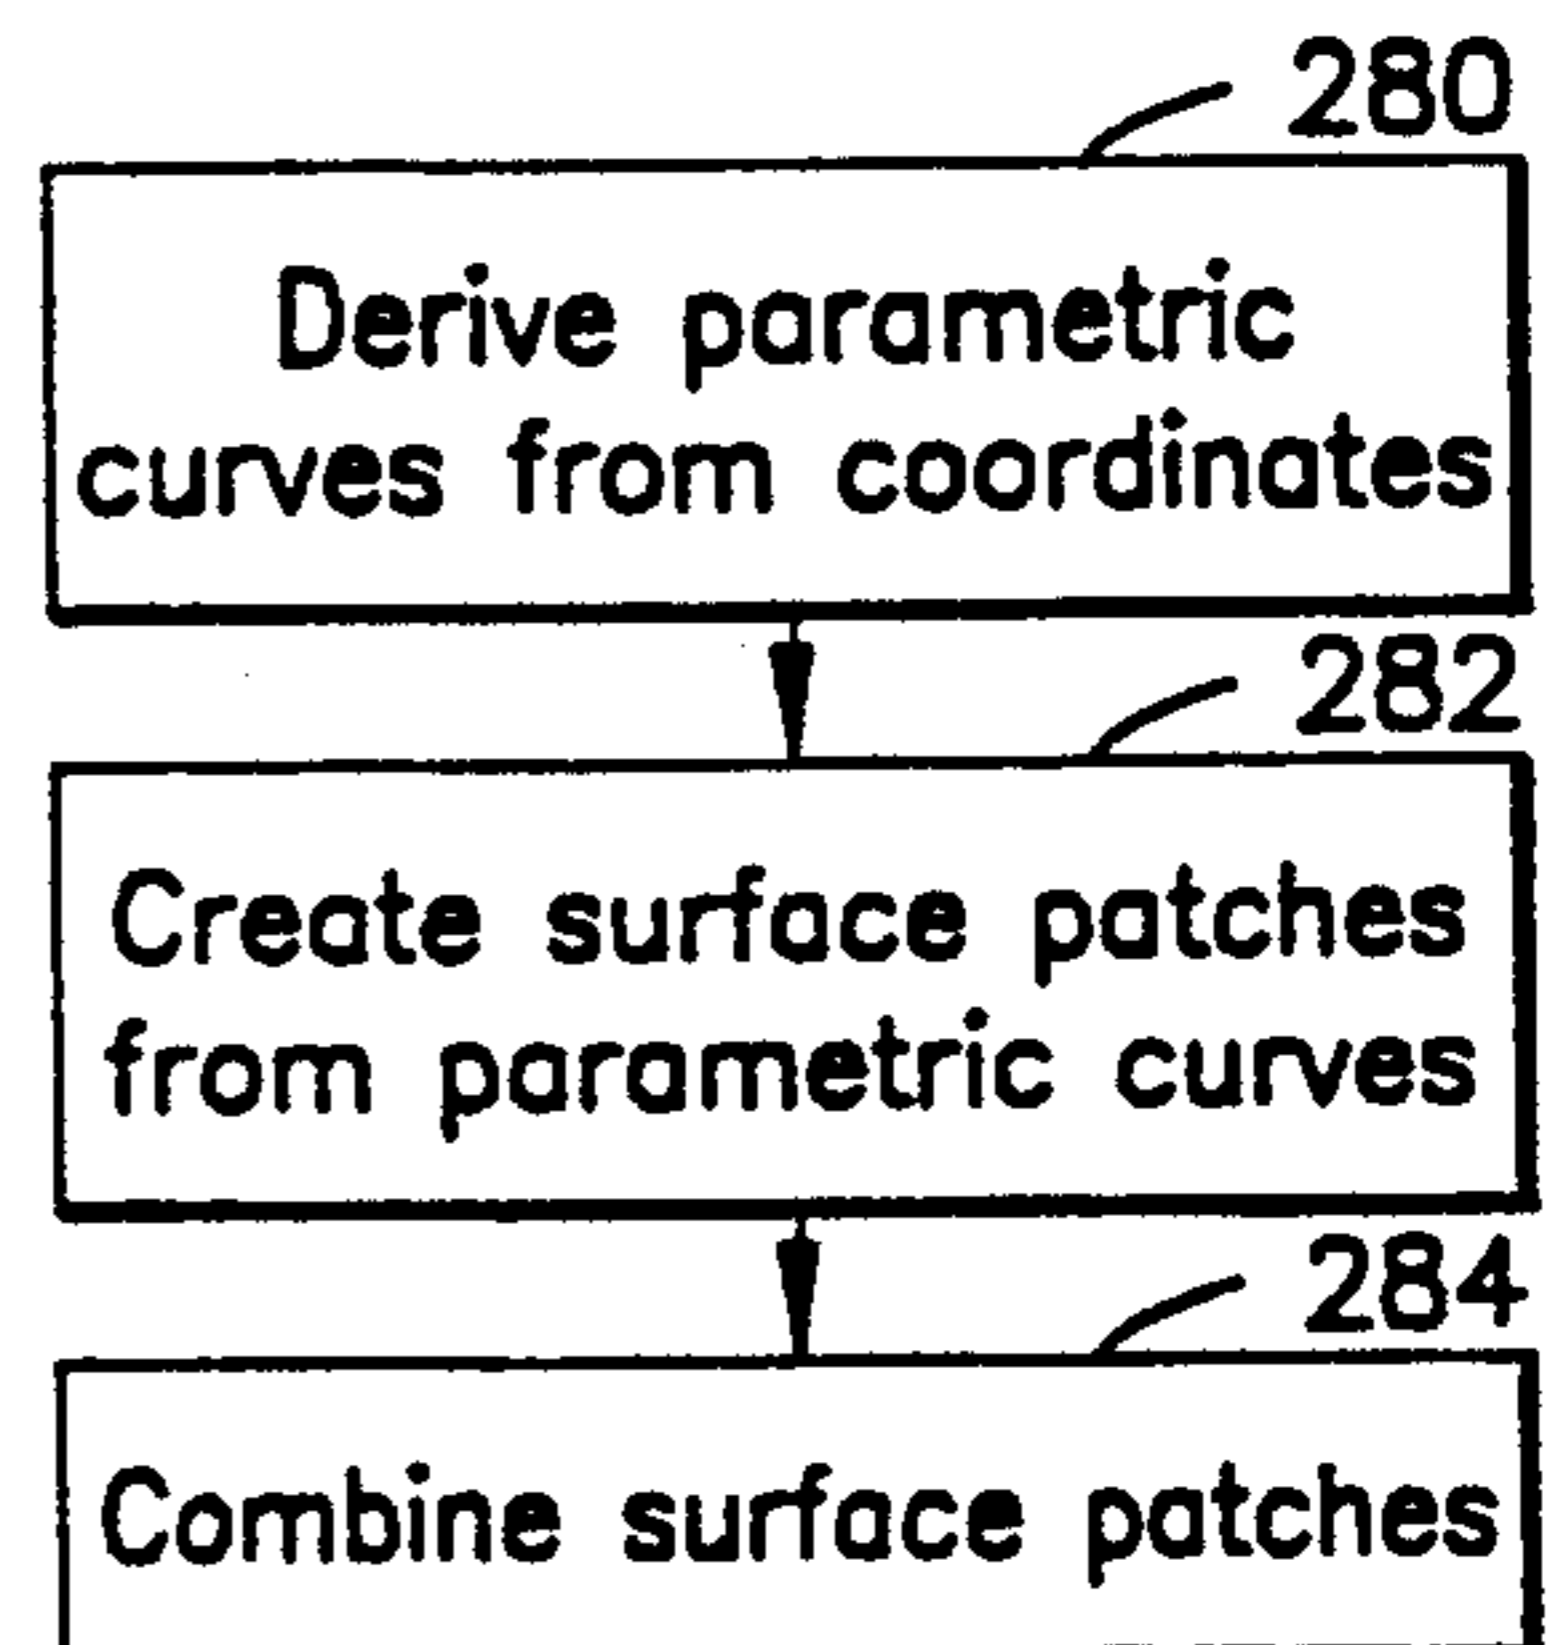 280
Derive parametric
curves from coordinates
282
Create surface patches
from parametric curves
284
Combine surface patches